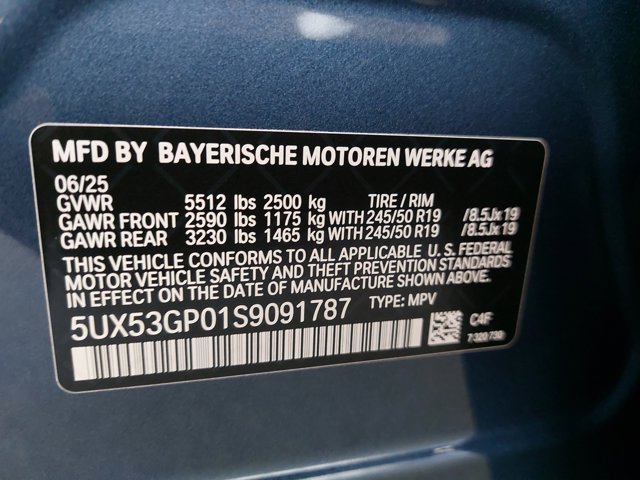 MFD BY BAYERISCHE MOTOREN WERKE AG
06/25
GVWR 5512 lbs 2500 kg TIRE / RIM
GAWR FRONT 2590 lbs 1175 kg WITH 245/50 R19 /8.5Jx19
GAWR REAR 3230 lbs 1465 kg WITH 245/50 R19 /8.5Jx19
THIS VEHICLE CONFORMS TO ALL APPLICABLE U.S. FEDERAL
MOTOR VEHICLE SAFETY AND THEFT PREVENTION STANDARDS
IN EFFECT ON THE DATE OF MANUFACTURE SHOWN ABOVE.
5UX53GP01S9091787 TYPE: MPV
C4F
7 320 730